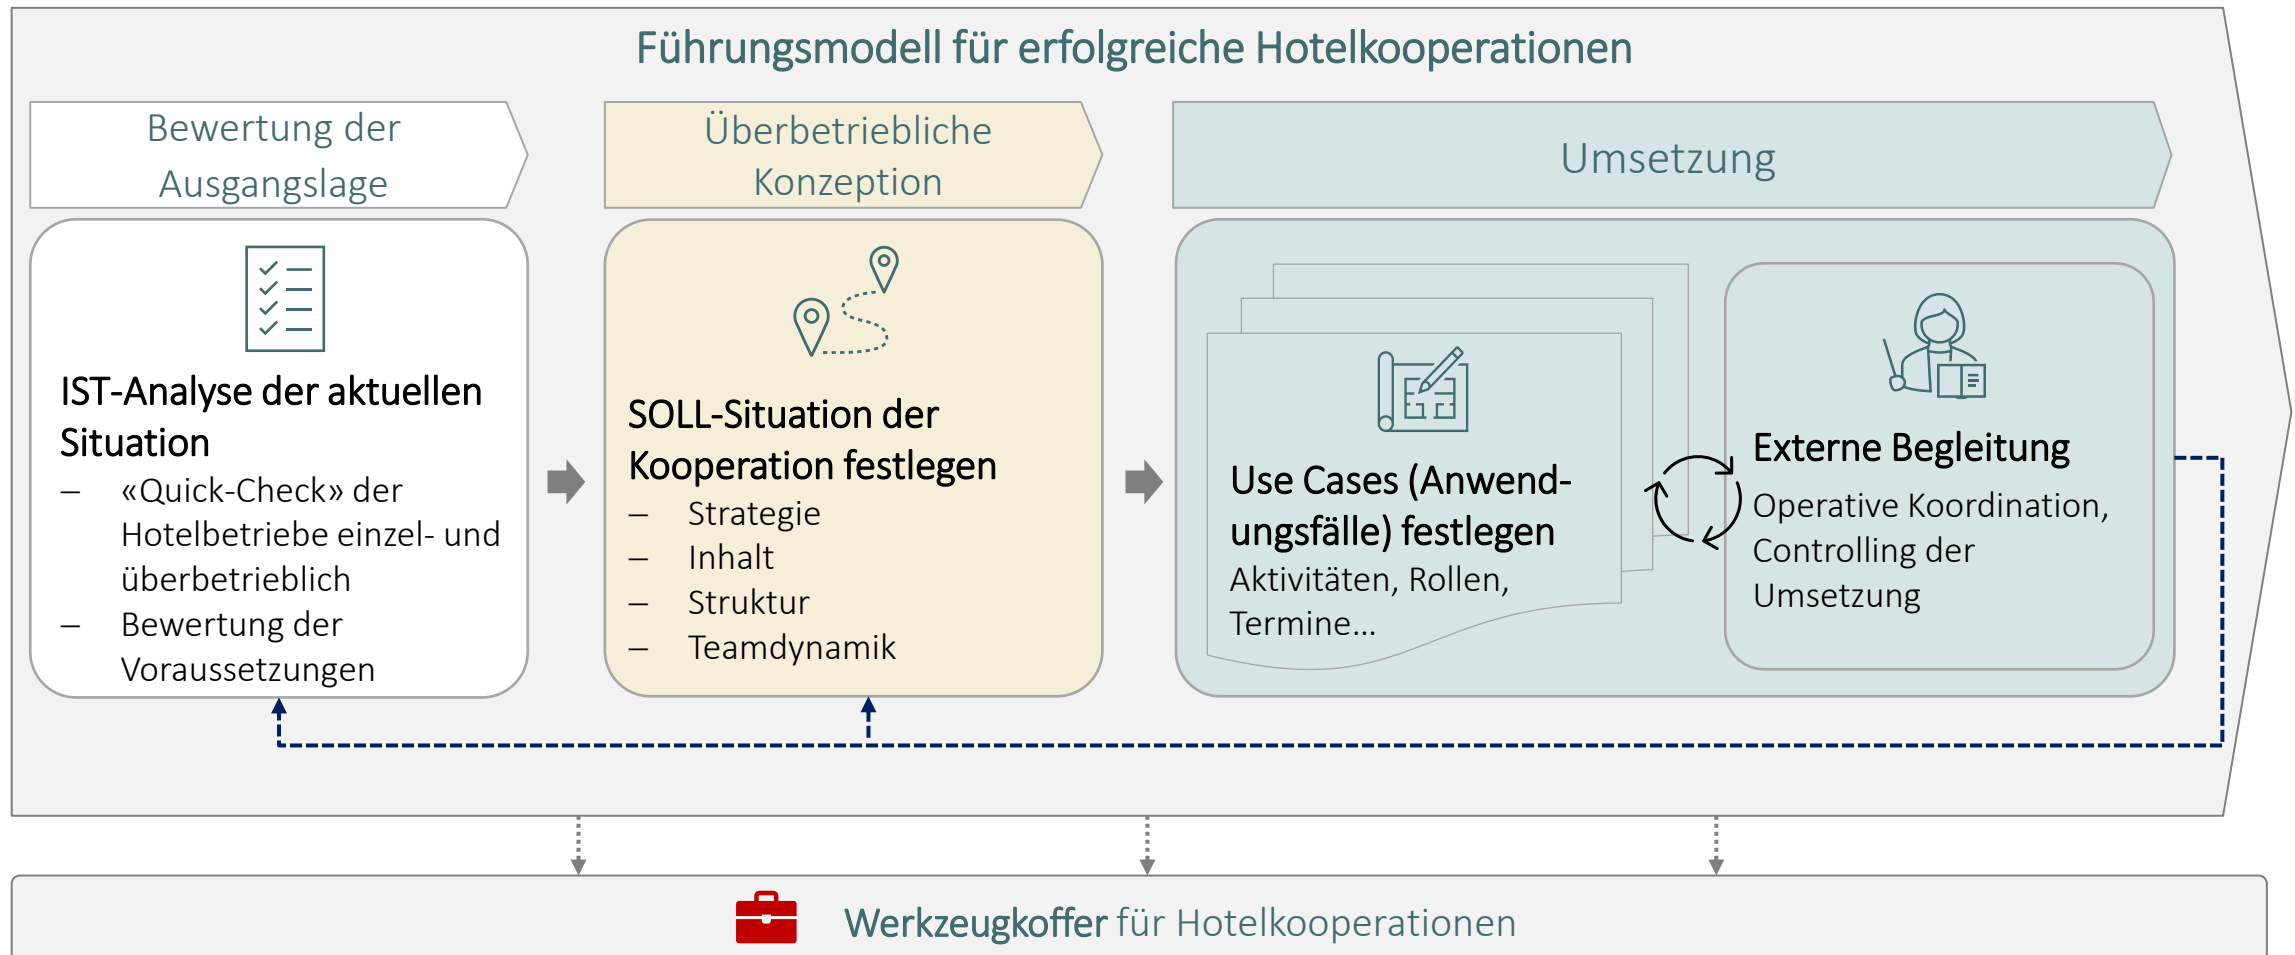 Führungsmodell für erfolgreiche Hotelkooperationen
Bewertung der
Ausgangslage
Überbetriebliche
Konzeption
Umsetzung
IST-Analyse der aktuellen
Situation
– «Quick-Check» der
Hotelbetriebe einzel- und
überbetrieblich
– Bewertung der
Voraussetzungen
SOLL-Situation der
Kooperation festlegen
– Strategie
– Inhalt
– Struktur
– Teamdynamik
Use Cases (Anwend-
ungsfälle) festlegen
Aktivitäten, Rollen,
Termine...
Externe Begleitung
Operative Koordination,
Controlling der
Umsetzung
Werkzeugkoffer für Hotelkooperationen